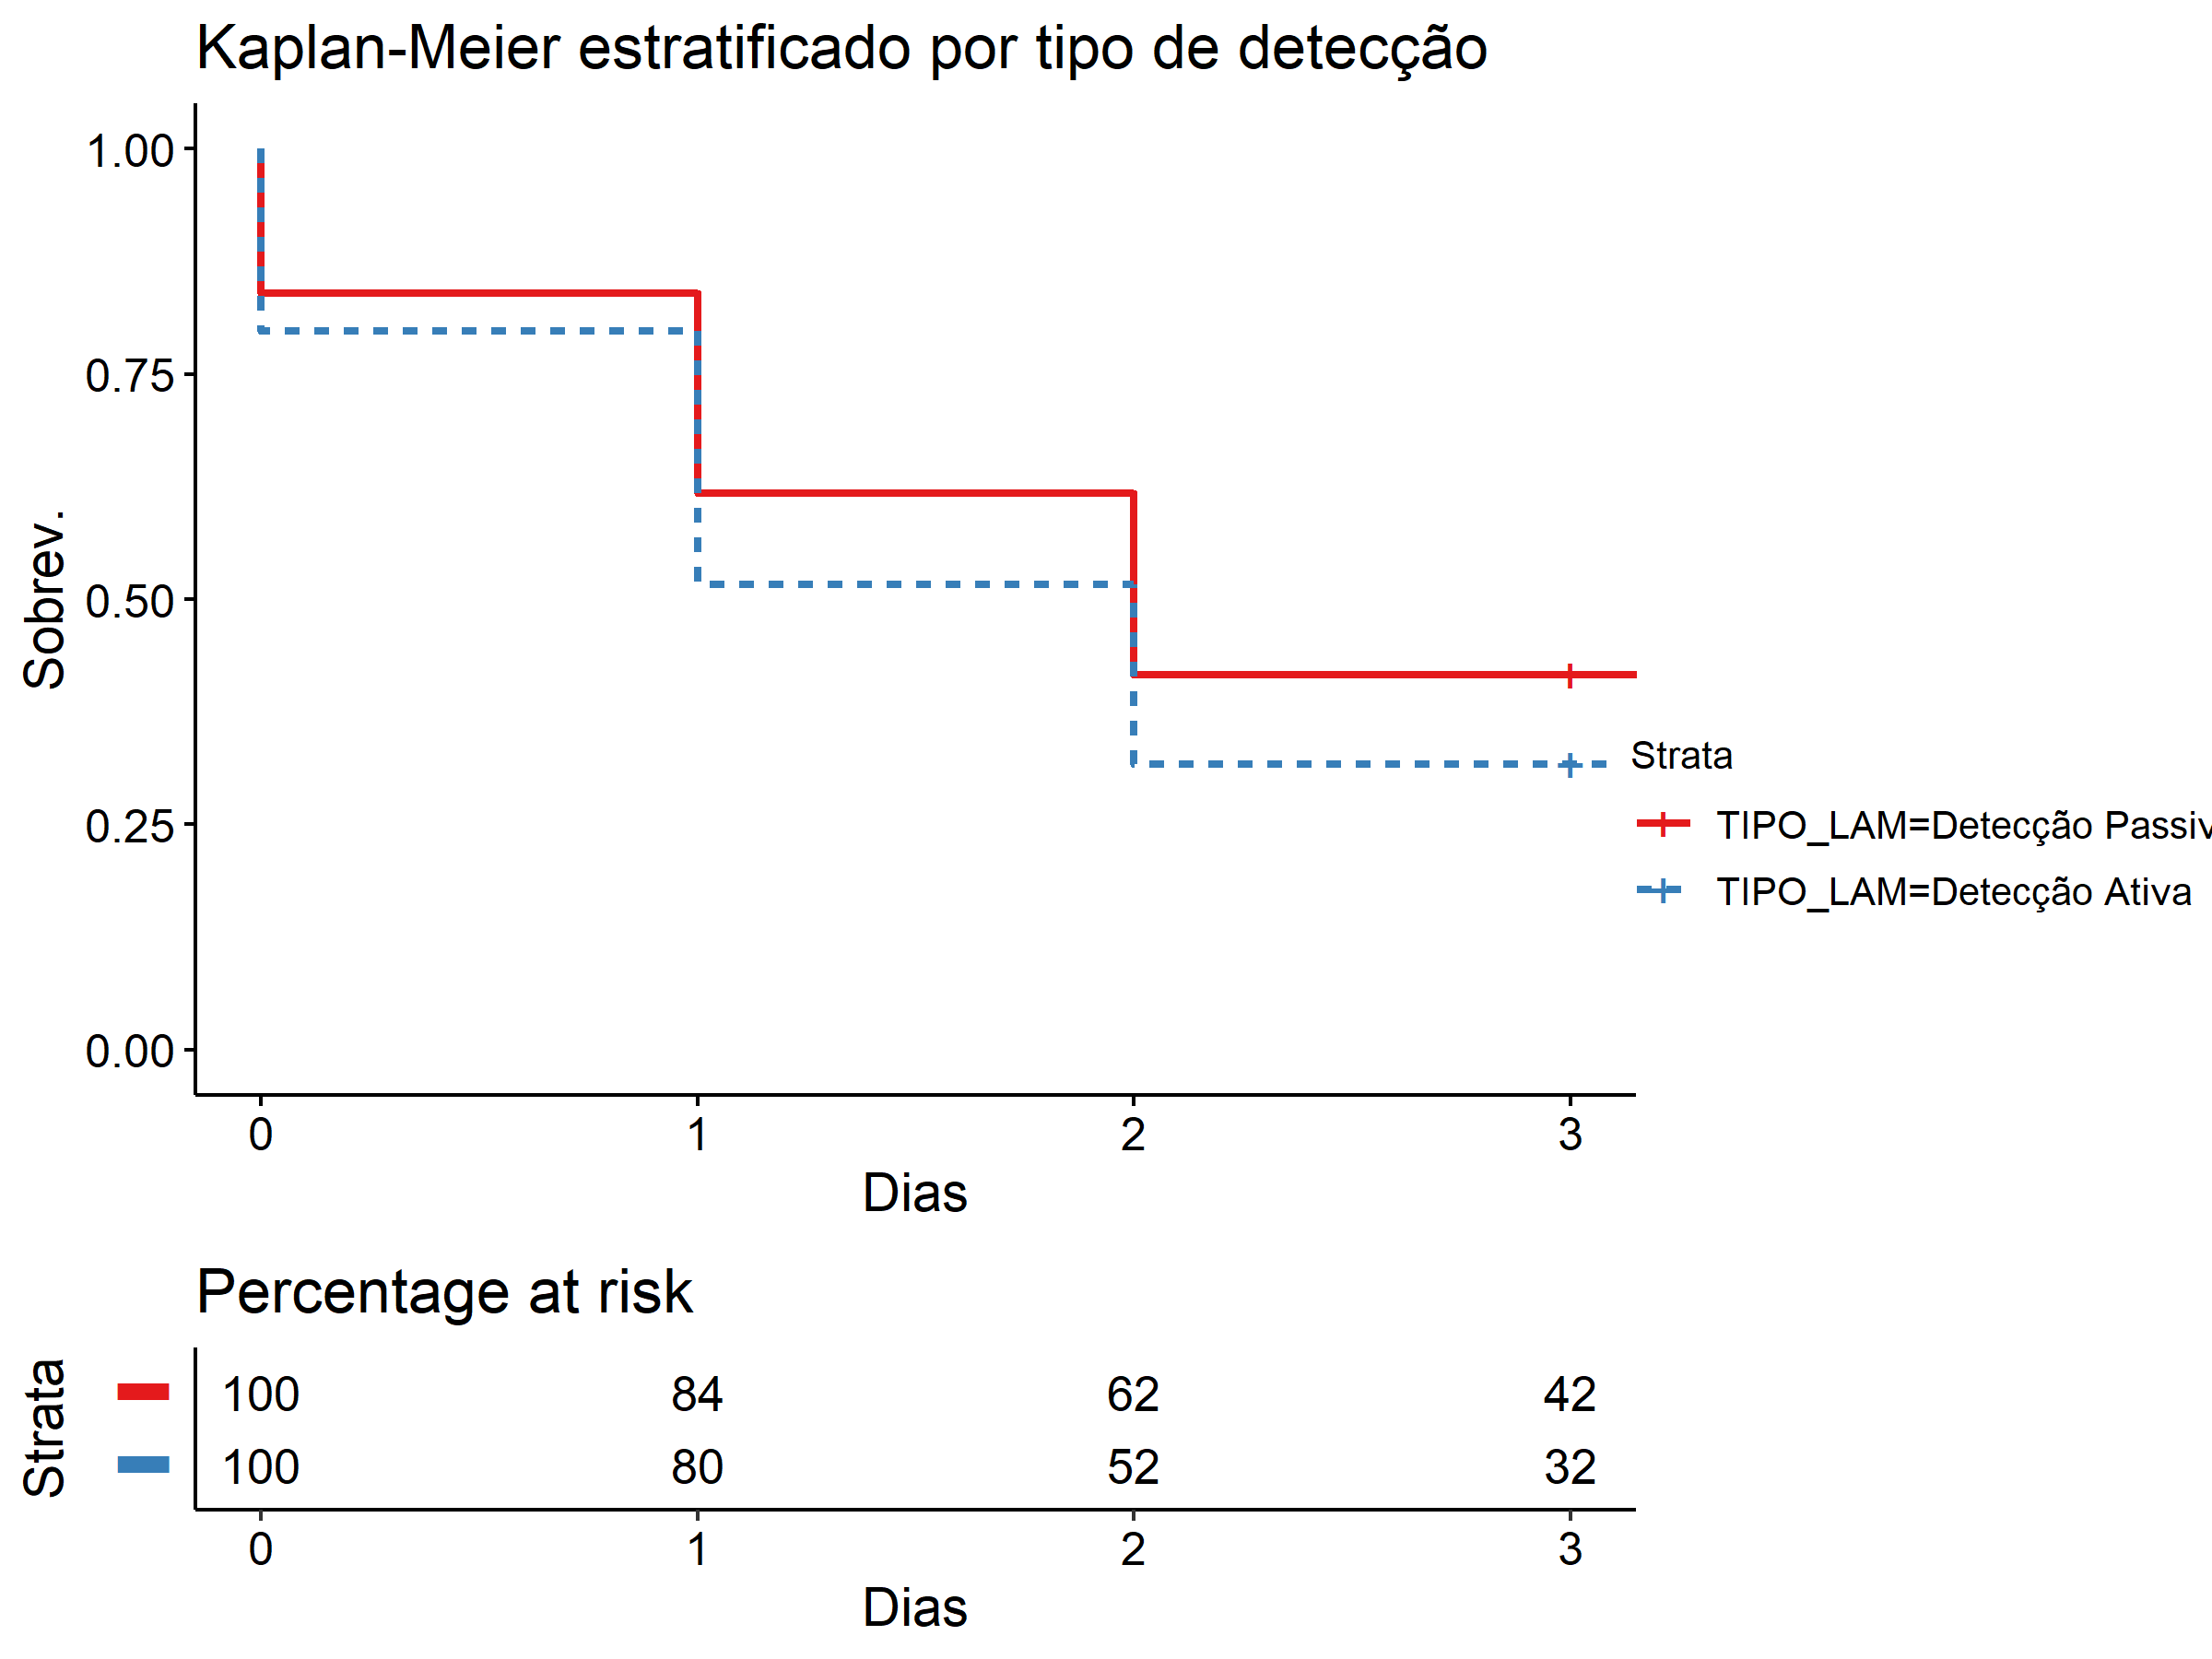 Kaplan-Meier estratificado por tipo de detecção
1.00
0.75
0.50
0.25
0.00
Sobrev.
0 1 2 3
Dias
Strata
TIPO_LAM=Detecção Passiv
TIPO_LAM=Detecção Ativa
Percentage at risk
Strata
100 84 62 42
100 80 52 32
0 1 2 3
Dias